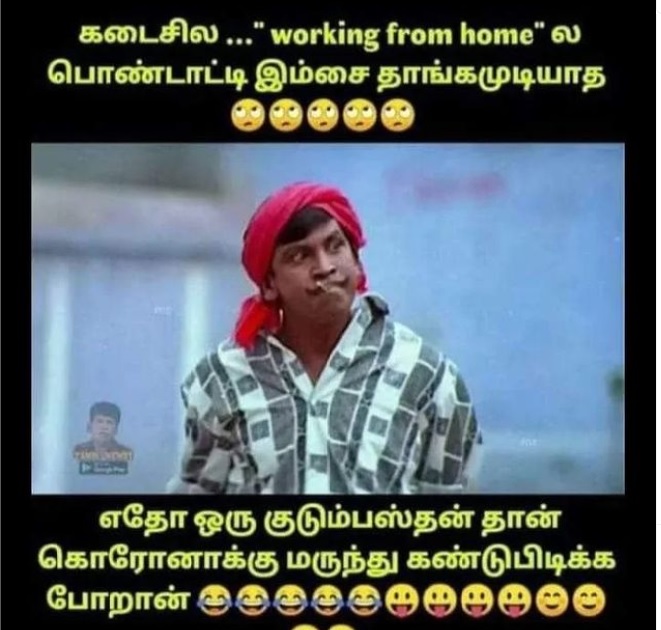 கடைசில ..." working from home" ல
பொண்டாட்டி இம்சை தாங்கமுடியாத
🙄🙄🙄🙄🙄
எதோ ஒரு குடும்பஸ்தன் தான்
கொரோனாக்கு மருந்து கண்டுபிடிக்க
போறான் 😂😂😂😂😂😛😛😛😛😊😊